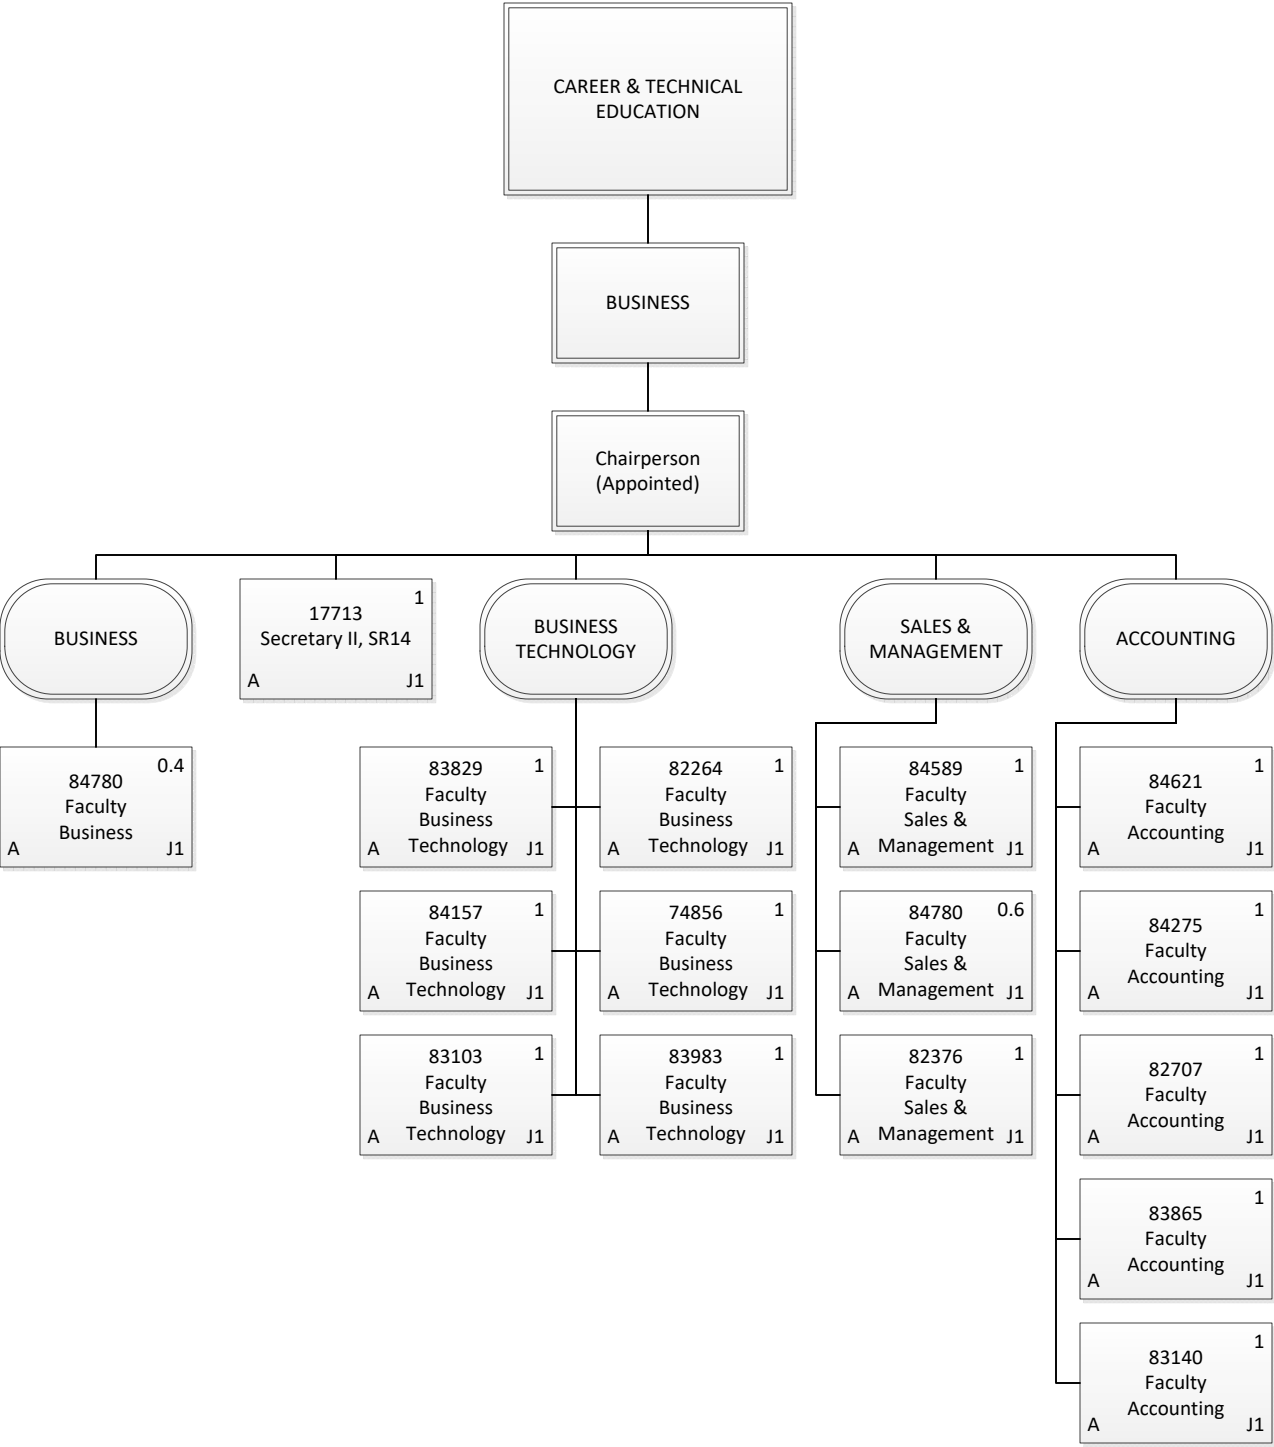 CAREER & TECHNICAL
EDUCATION
BUSINESS
Chairperson
(Appointed)
BUSINESS
1
17713
Secretary II, SR14
A J1
BUSINESS
TECHNOLOGY
SALES &
MANAGEMENT
ACCOUNTING
0.4
84780
Faculty
Business
A J1
83829 1
Faculty
Business
A Technology J1
82264 1
Faculty
Business
A Technology J1
84589 1
Faculty
Sales &
A Management J1
1
84621
Faculty
Accounting
A J1
84157 1
Faculty
Business
A Technology J1
74856 1
Faculty
Business
A Technology J1
84780 0.6
Faculty
Sales &
A Management J1
1
84275
Faculty
Accounting
A J1
83103 1
Faculty
Business
A Technology J1
83983 1
Faculty
Business
A Technology J1
82376 1
Faculty
Sales &
A Management J1
1
82707
Faculty
Accounting
A J1
1
83865
Faculty
Accounting
A J1
1
83140
Faculty
Accounting
A J1